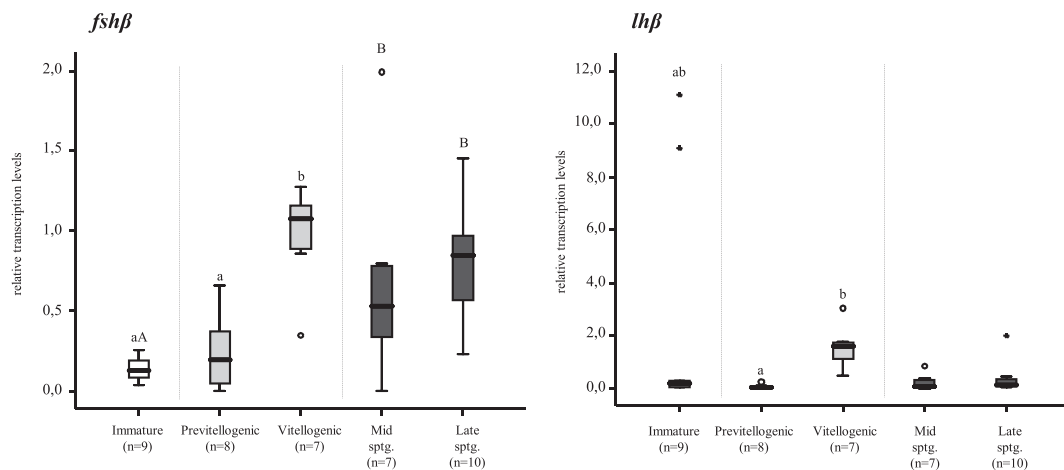 fshβ
relative transcription levels
2,0
1,5
1,0
0,5
0,0
aA
a
b
B
B
Immature
(n=9)
Previtellogenic
(n=8)
Vitellogenic
(n=7)
Mid
sptg.
(n=7)
Late
sptg.
(n=10)
lhβ
relative transcription levels
12,0
10,0
8,0
6,0
4,0
2,0
0,0
ab
a
b
Immature
(n=9)
Previtellogenic
(n=8)
Vitellogenic
(n=7)
Mid
sptg.
(n=7)
Late
sptg.
(n=10)